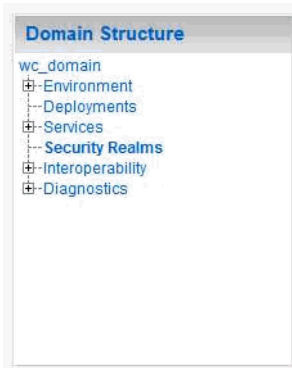 Domain Structure
wc_domain
Environment
Deployments
Services
Security Realms
Interoperability
Diagnostics